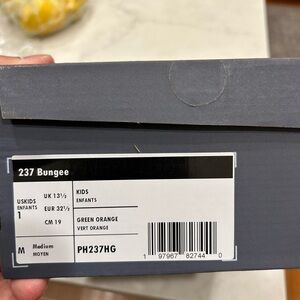 237 Bungee
USKIDS
ENFANTS
1
UK 13½
EUR 32½
CM 19
KIDS
ENFANTS
GREEN ORANGE
VERT ORANGE
M Medium
MOYEN
PH237HG
1 97967 82744 0